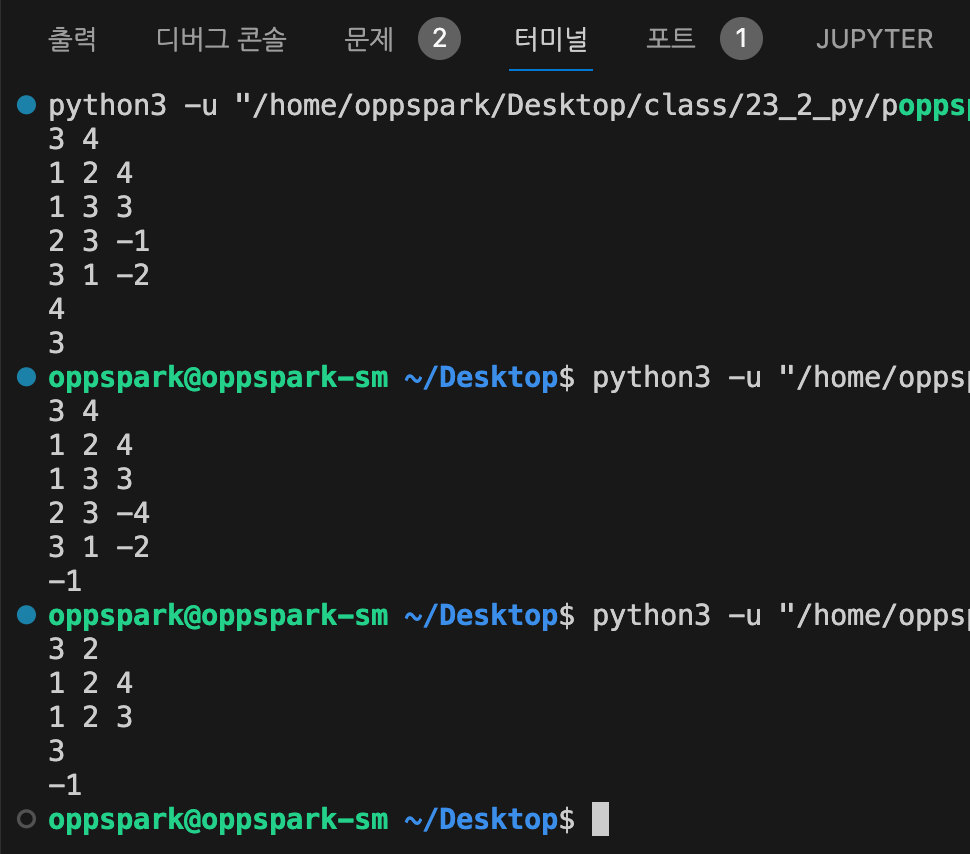 출력 디버그 콘솔 문제 2 터미널 포트 1 JUPYTER
python3 -u "/home/oppspark/Desktop/class/23_2_py/poppsp
3 4
1 2 4
1 3 3
2 3 -1
3 1 -2
4
3
oppspark@oppspark-sm ~/Desktop$ python3 -u "/home/oppsp
3 4
1 2 4
1 3 3
2 3 -4
3 1 -2
-1
oppspark@oppspark-sm ~/Desktop$ python3 -u "/home/oppsp
3 2
1 2 4
1 2 3
3
-1
oppspark@oppspark-sm ~/Desktop$